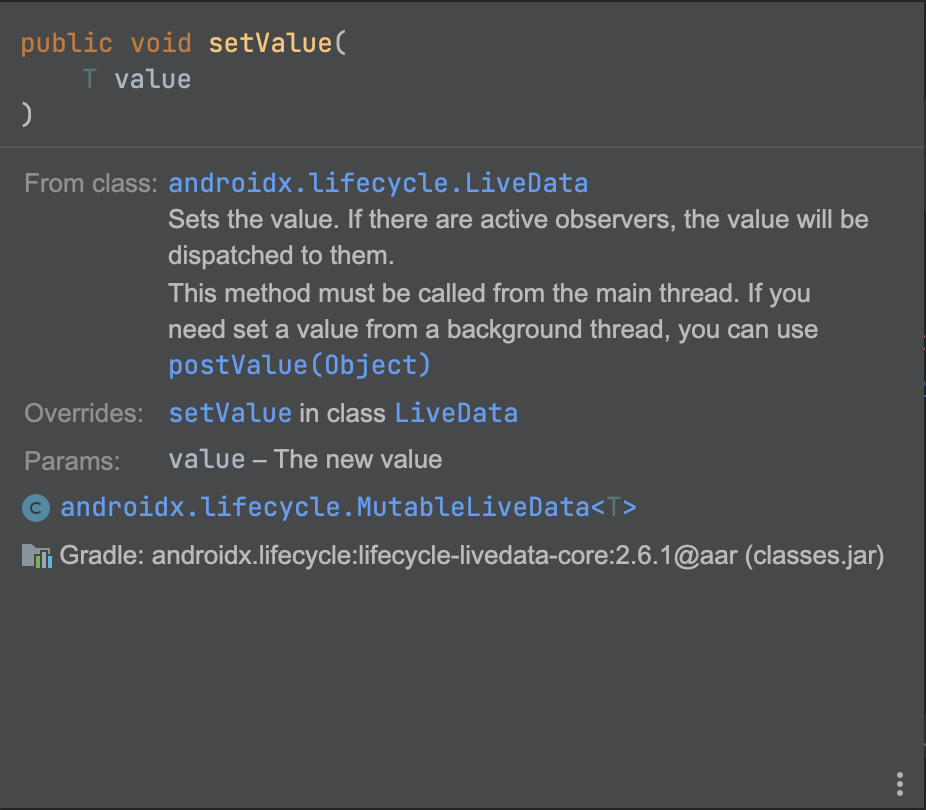 public void setValue(
T value
)
From class: androidx.lifecycle.LiveData
Sets the value. If there are active observers, the value will be
dispatched to them.
This method must be called from the main thread. If you
need set a value from a background thread, you can use
postValue(Object)
Overrides: setValue in class LiveData
Params: value – The new value
C androidx.lifecycle.MutableLiveData<T>
Gradle: androidx.lifecycle:lifecycle-livedata-core:2.6.1@aar (classes.jar)